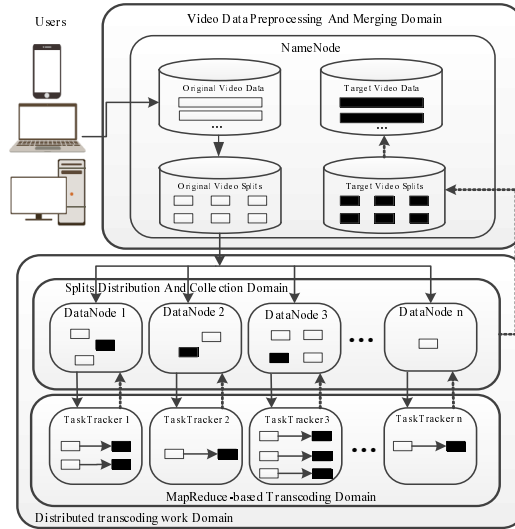 Users
Video Data Preprocessing And Merging Domain
NameNode
Original Video Data
...
Target Video Data
...
Original Video Splits
Target Video Splits
Splits Distribution And Collection Domain
DataNode 1
DataNode 2
DataNode 3
...
DataNode n
TaskTracker 1
TaskTracker 2
TaskTracker 3
...
TaskTracker n
MapReduce-based Transcoding Domain
Distributed transcoding work Domain